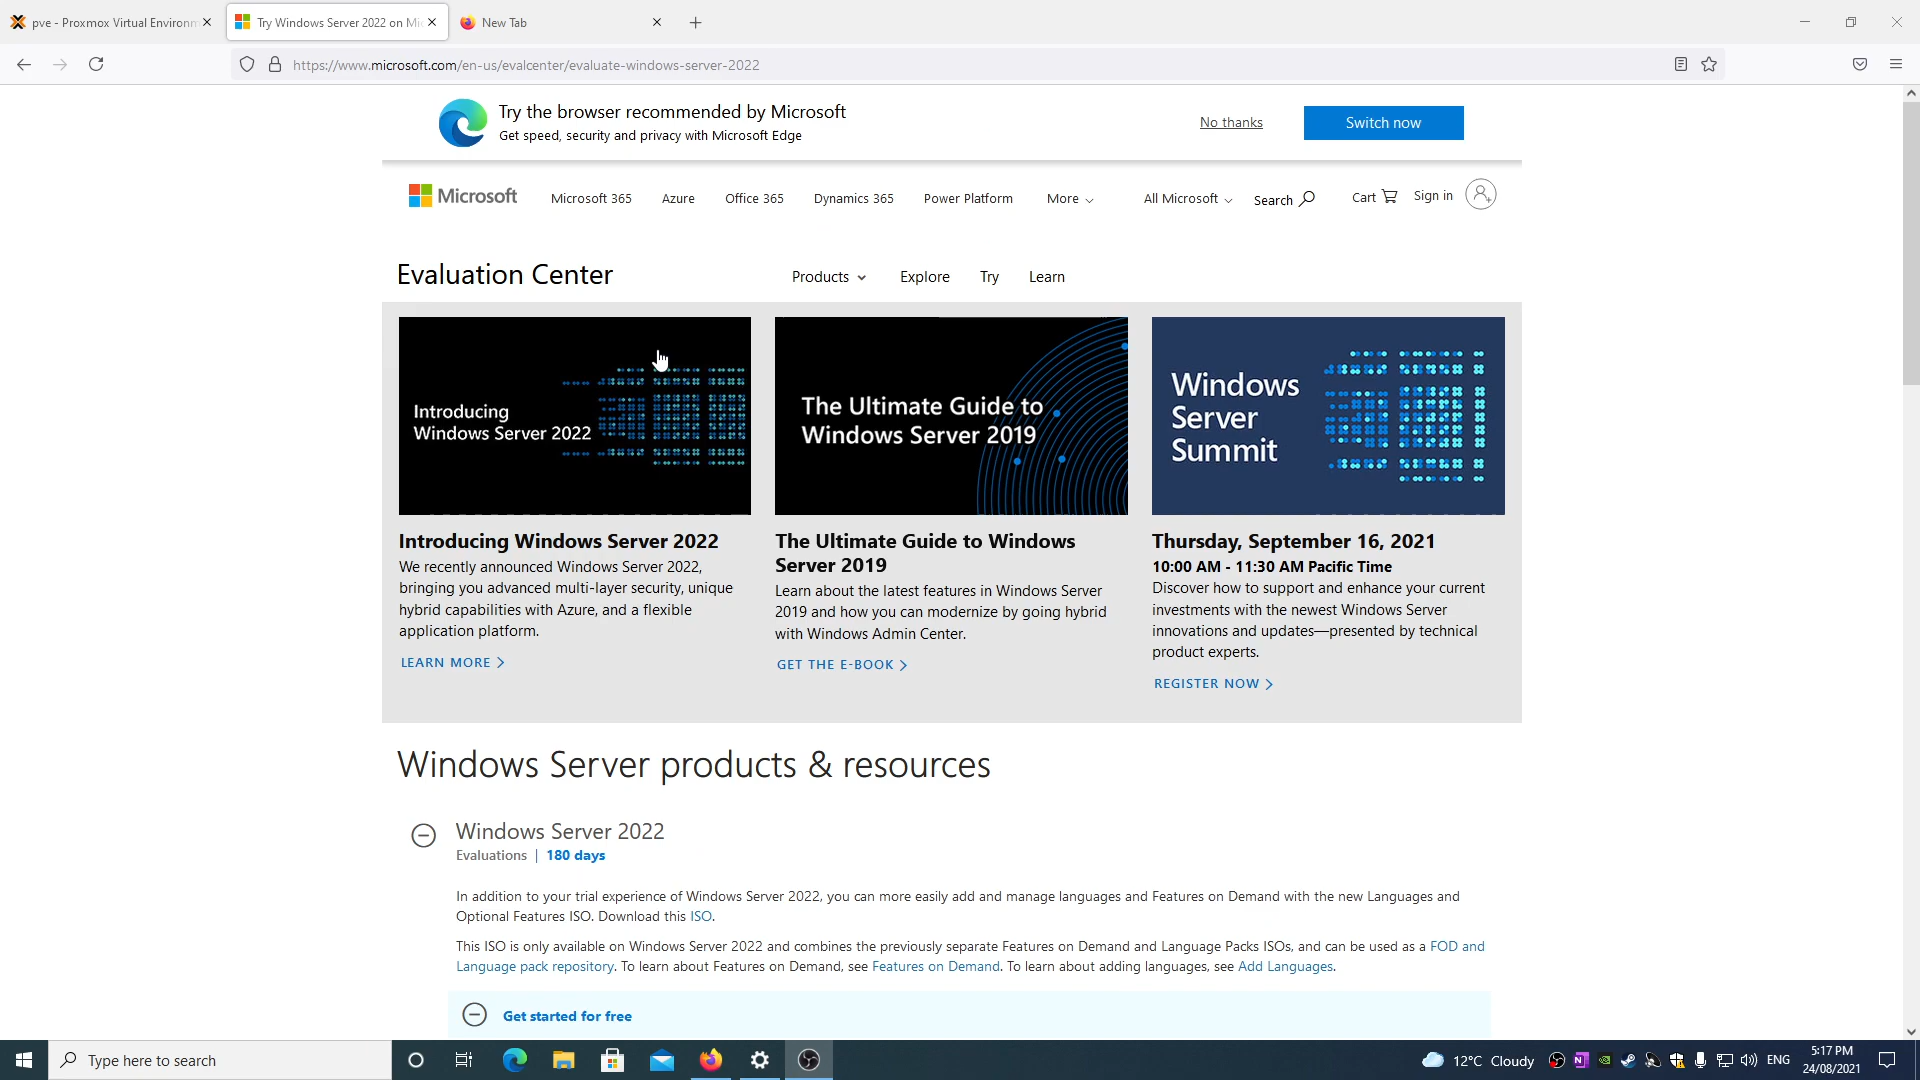 pve - Proxmox Virtual Environm
Try Windows Server 2022 on Mi
New Tab
https://www.microsoft.com/en-us/evalcenter/evaluate-windows-server-2022
Try the browser recommended by Microsoft
Get speed, security and privacy with Microsoft Edge
No thanks
Switch now
Microsoft
Microsoft 365
Azure
Office 365
Dynamics 365
Power Platform
More
All Microsoft
Search
Cart
Sign in
Evaluation Center
Products
Explore
Try
Learn
Introducing
Windows Server 2022
The Ultimate Guide to
Windows Server 2019
Windows
Server
Summit
Introducing Windows Server 2022
We recently announced Windows Server 2022,
bringing you advanced multi-layer security, unique
hybrid capabilities with Azure, and a flexible
application platform.
LEARN MORE
The Ultimate Guide to Windows
Server 2019
Learn about the latest features in Windows Server
2019 and how you can modernize by going hybrid
with Windows Admin Center.
GET THE E-BOOK
Thursday, September 16, 2021
10:00 AM - 11:30 AM Pacific Time
Discover how to support and enhance your current
investments with the newest Windows Server
innovations and updates—presented by technical
product experts.
REGISTER NOW
Windows Server products & resources
Windows Server 2022
Evaluations | 180 days
In addition to your trial experience of Windows Server 2022, you can more easily add and manage languages and Features on Demand with the new Languages and
Optional Features ISO. Download this ISO.
This ISO is only available on Windows Server 2022 and combines the previously separate Features on Demand and Language Packs ISOs, and can be used as a FOD and
Language pack repository. To learn about Features on Demand, see Features on Demand. To learn about adding languages, see Add Languages.
Get started for free
Type here to search
12°C Cloudy
ENG
5:17 PM
24/08/2021